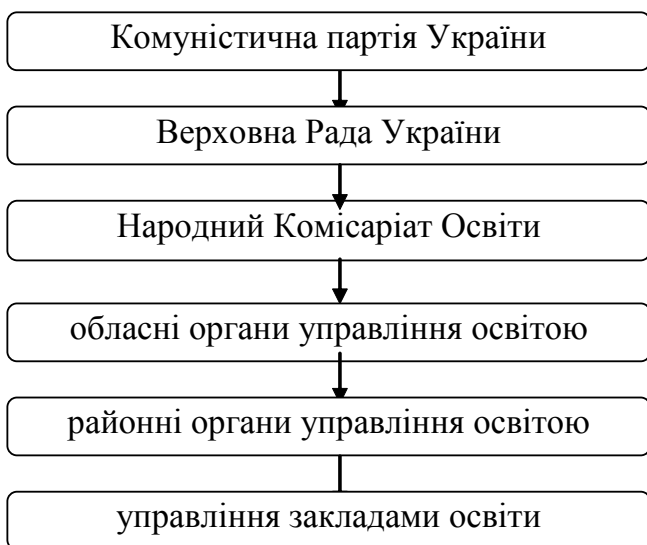 Комуністична партія України
Верховна Рада України
Народний Комісаріат Освіти
обласні органи управління освітою
районні органи управління освітою
управління закладами освіти